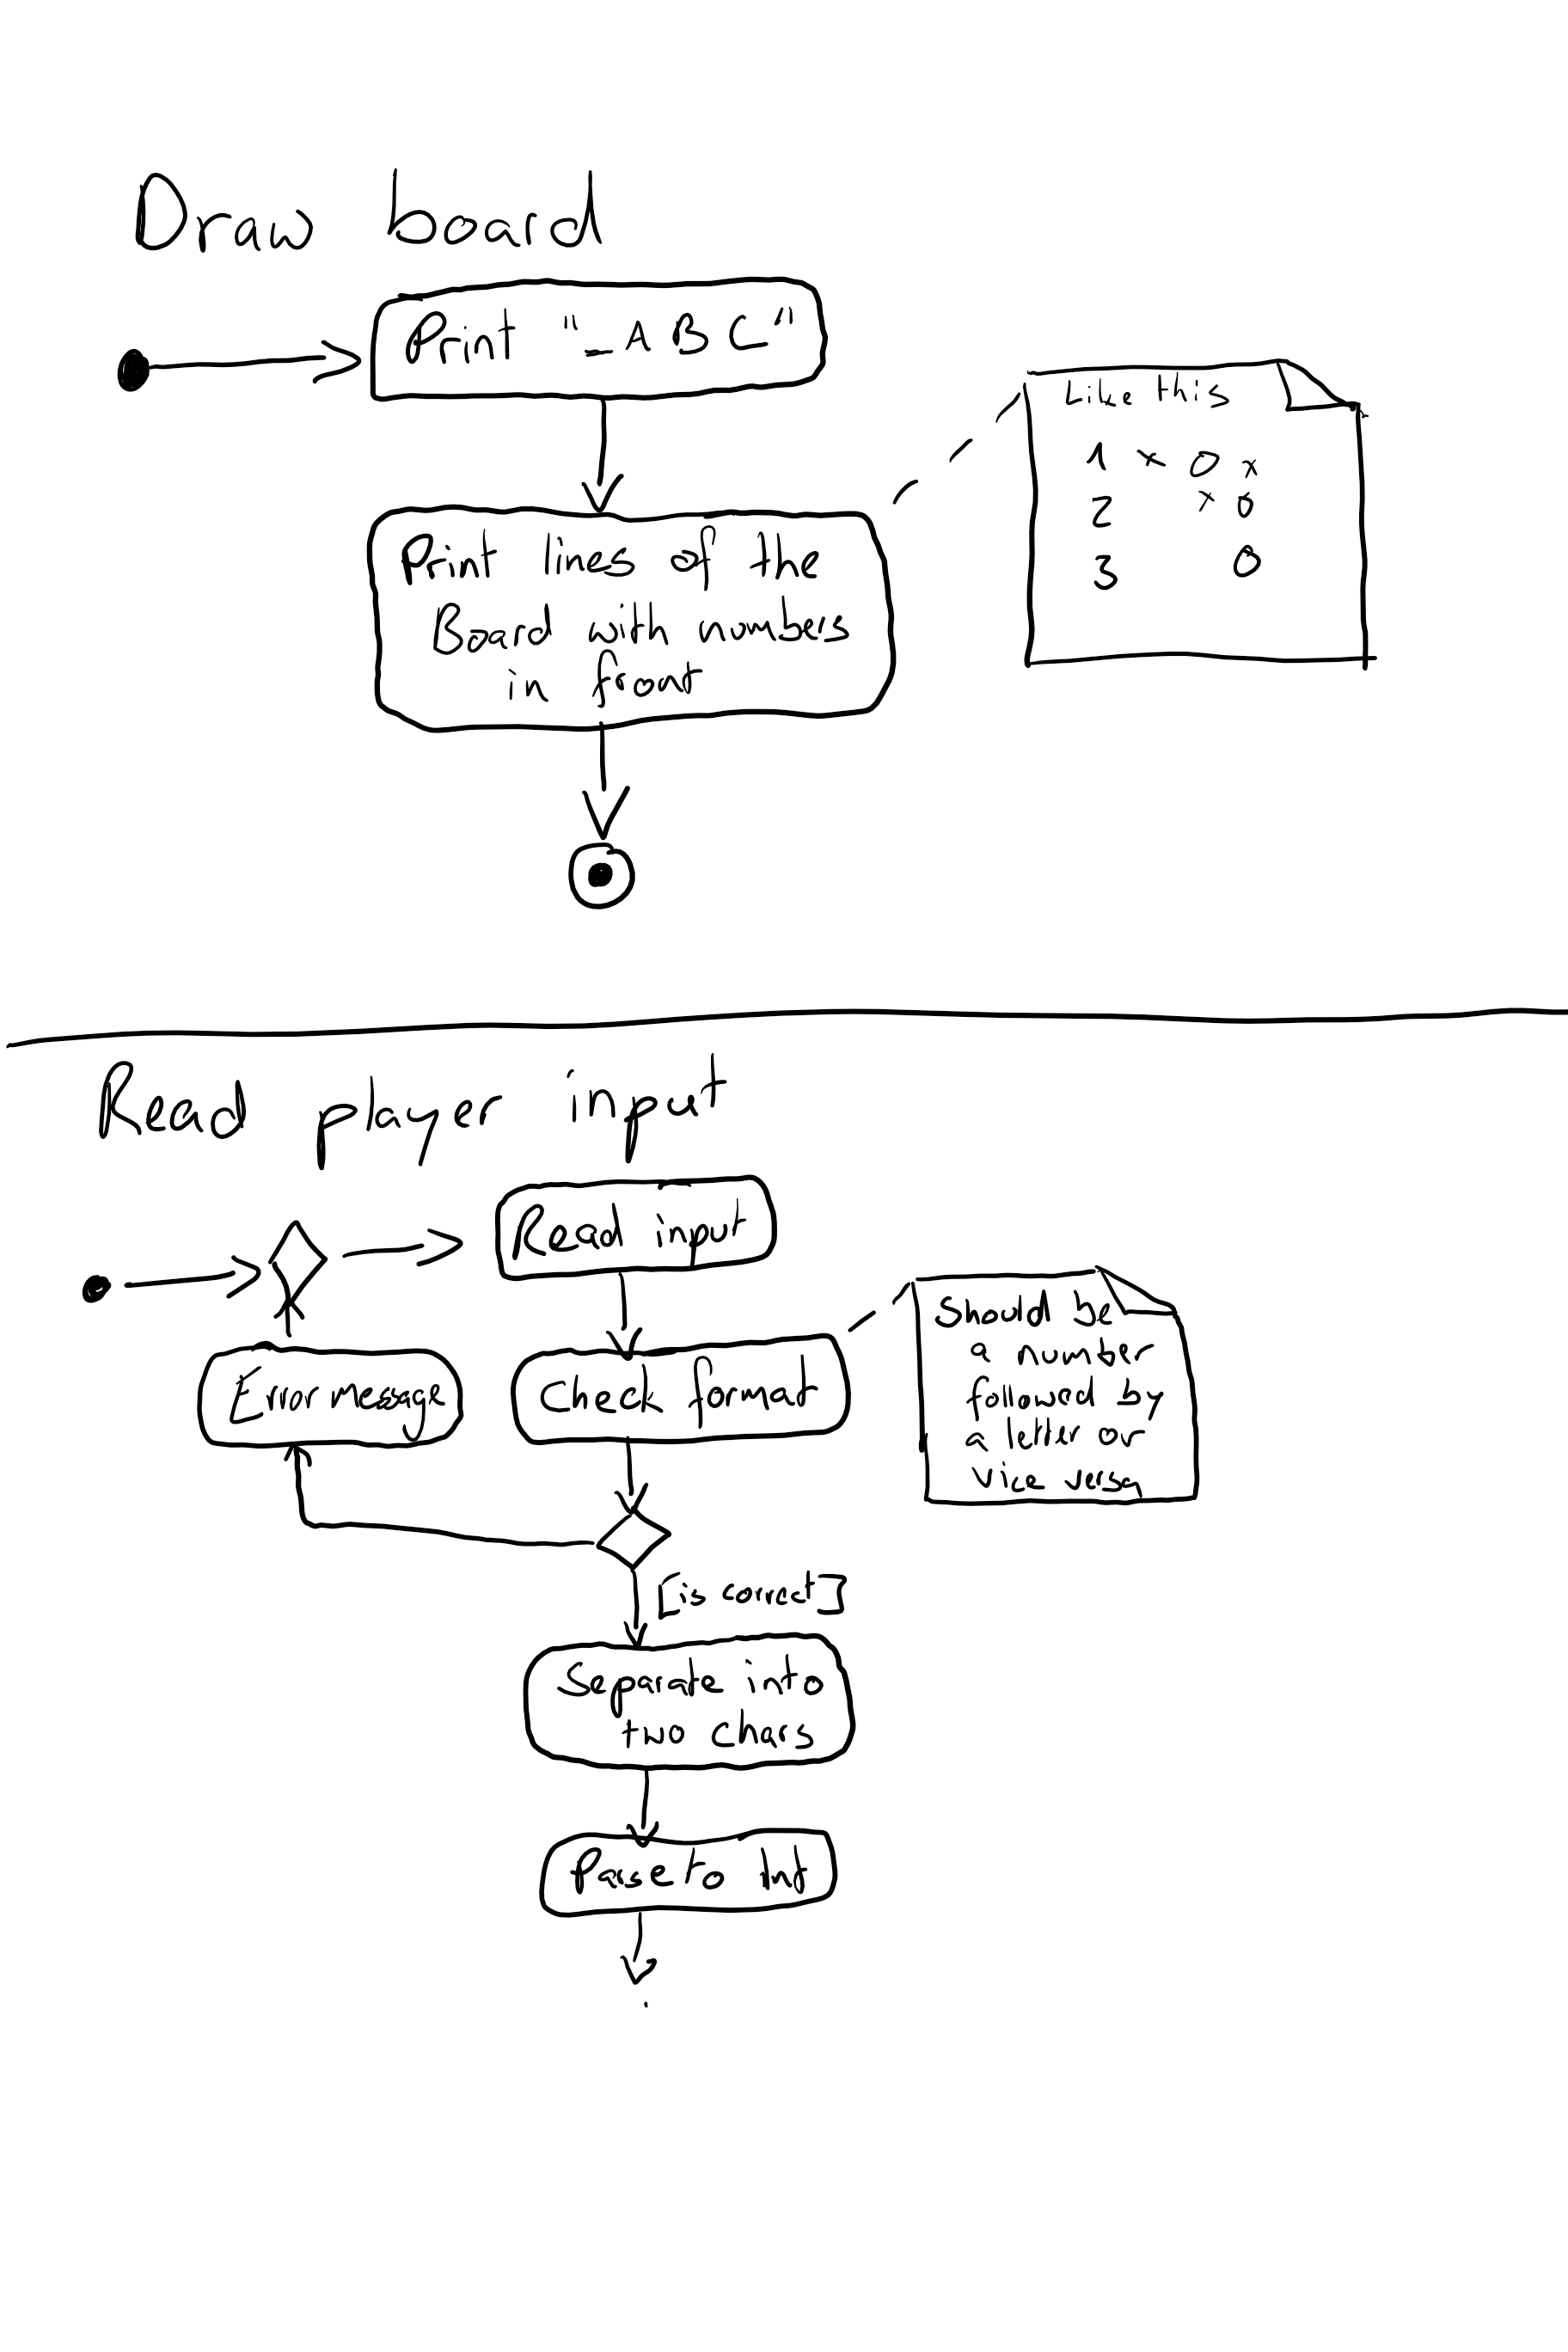 Draw board
Print "_ A B C"
Like this
1 x O x
2 x O
3 O
Print lines of the
Board with numbers
in front
Read player input
Read input
Error Message
Check format
Should be
a number
followed by
a letter or
vice versa
[is correct]
Separate into
two chars
Parse to Int